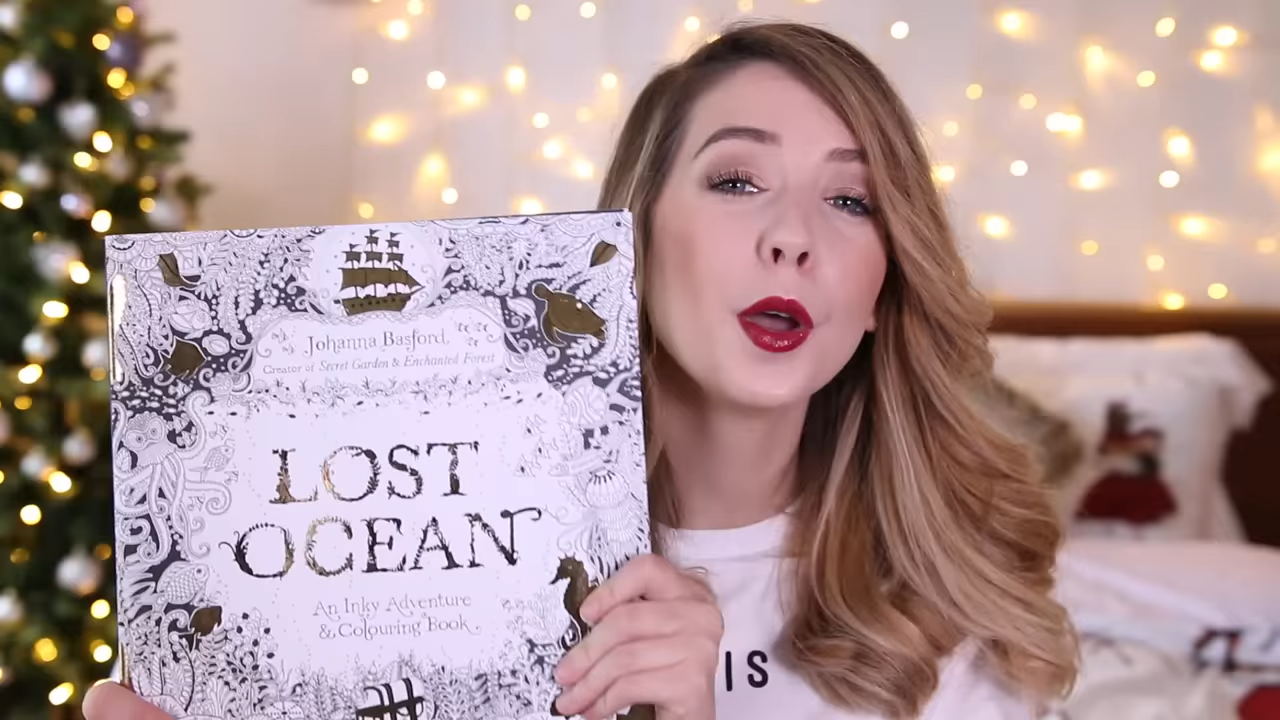 Johanna Basford
Creator of Secret Garden & Enchanted Forest
LOST
OCEAN
An Inky Adventure
& Colouring Book
IS